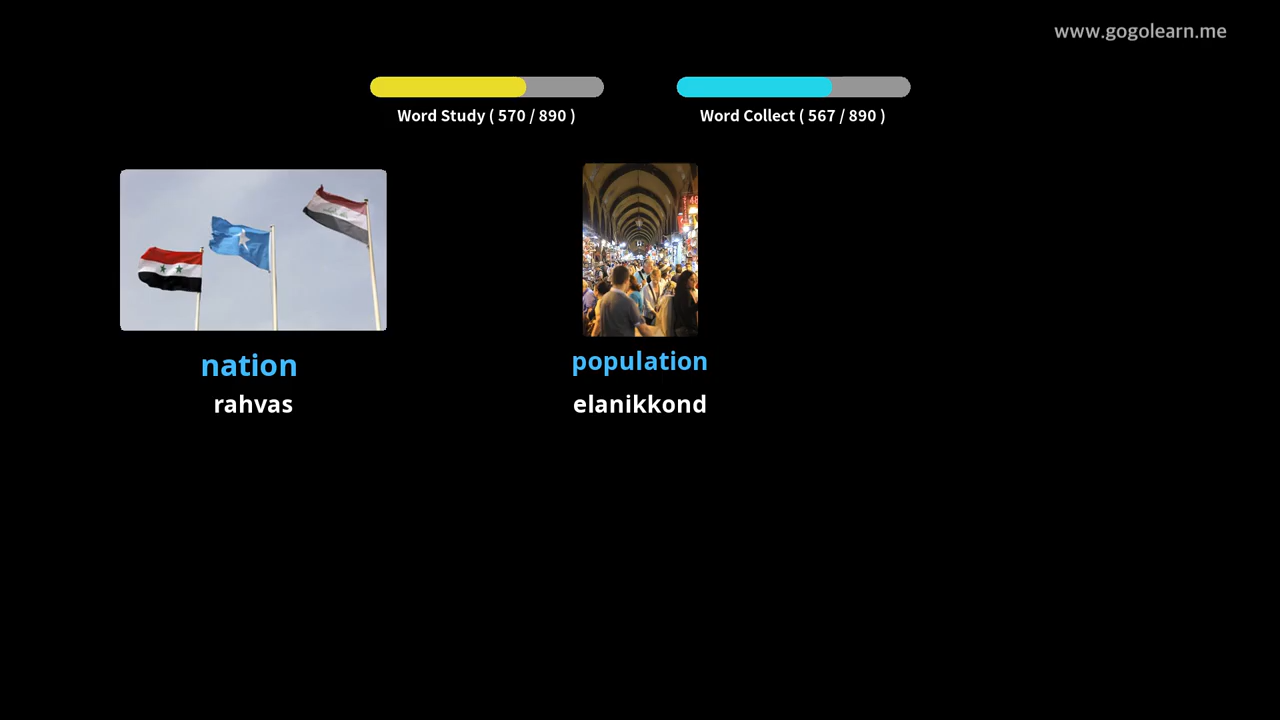 www.gogolearn.me
Word Study ( 570 / 890 )
Word Collect ( 567 / 890 )
nation
rahvas
population
elanikkond